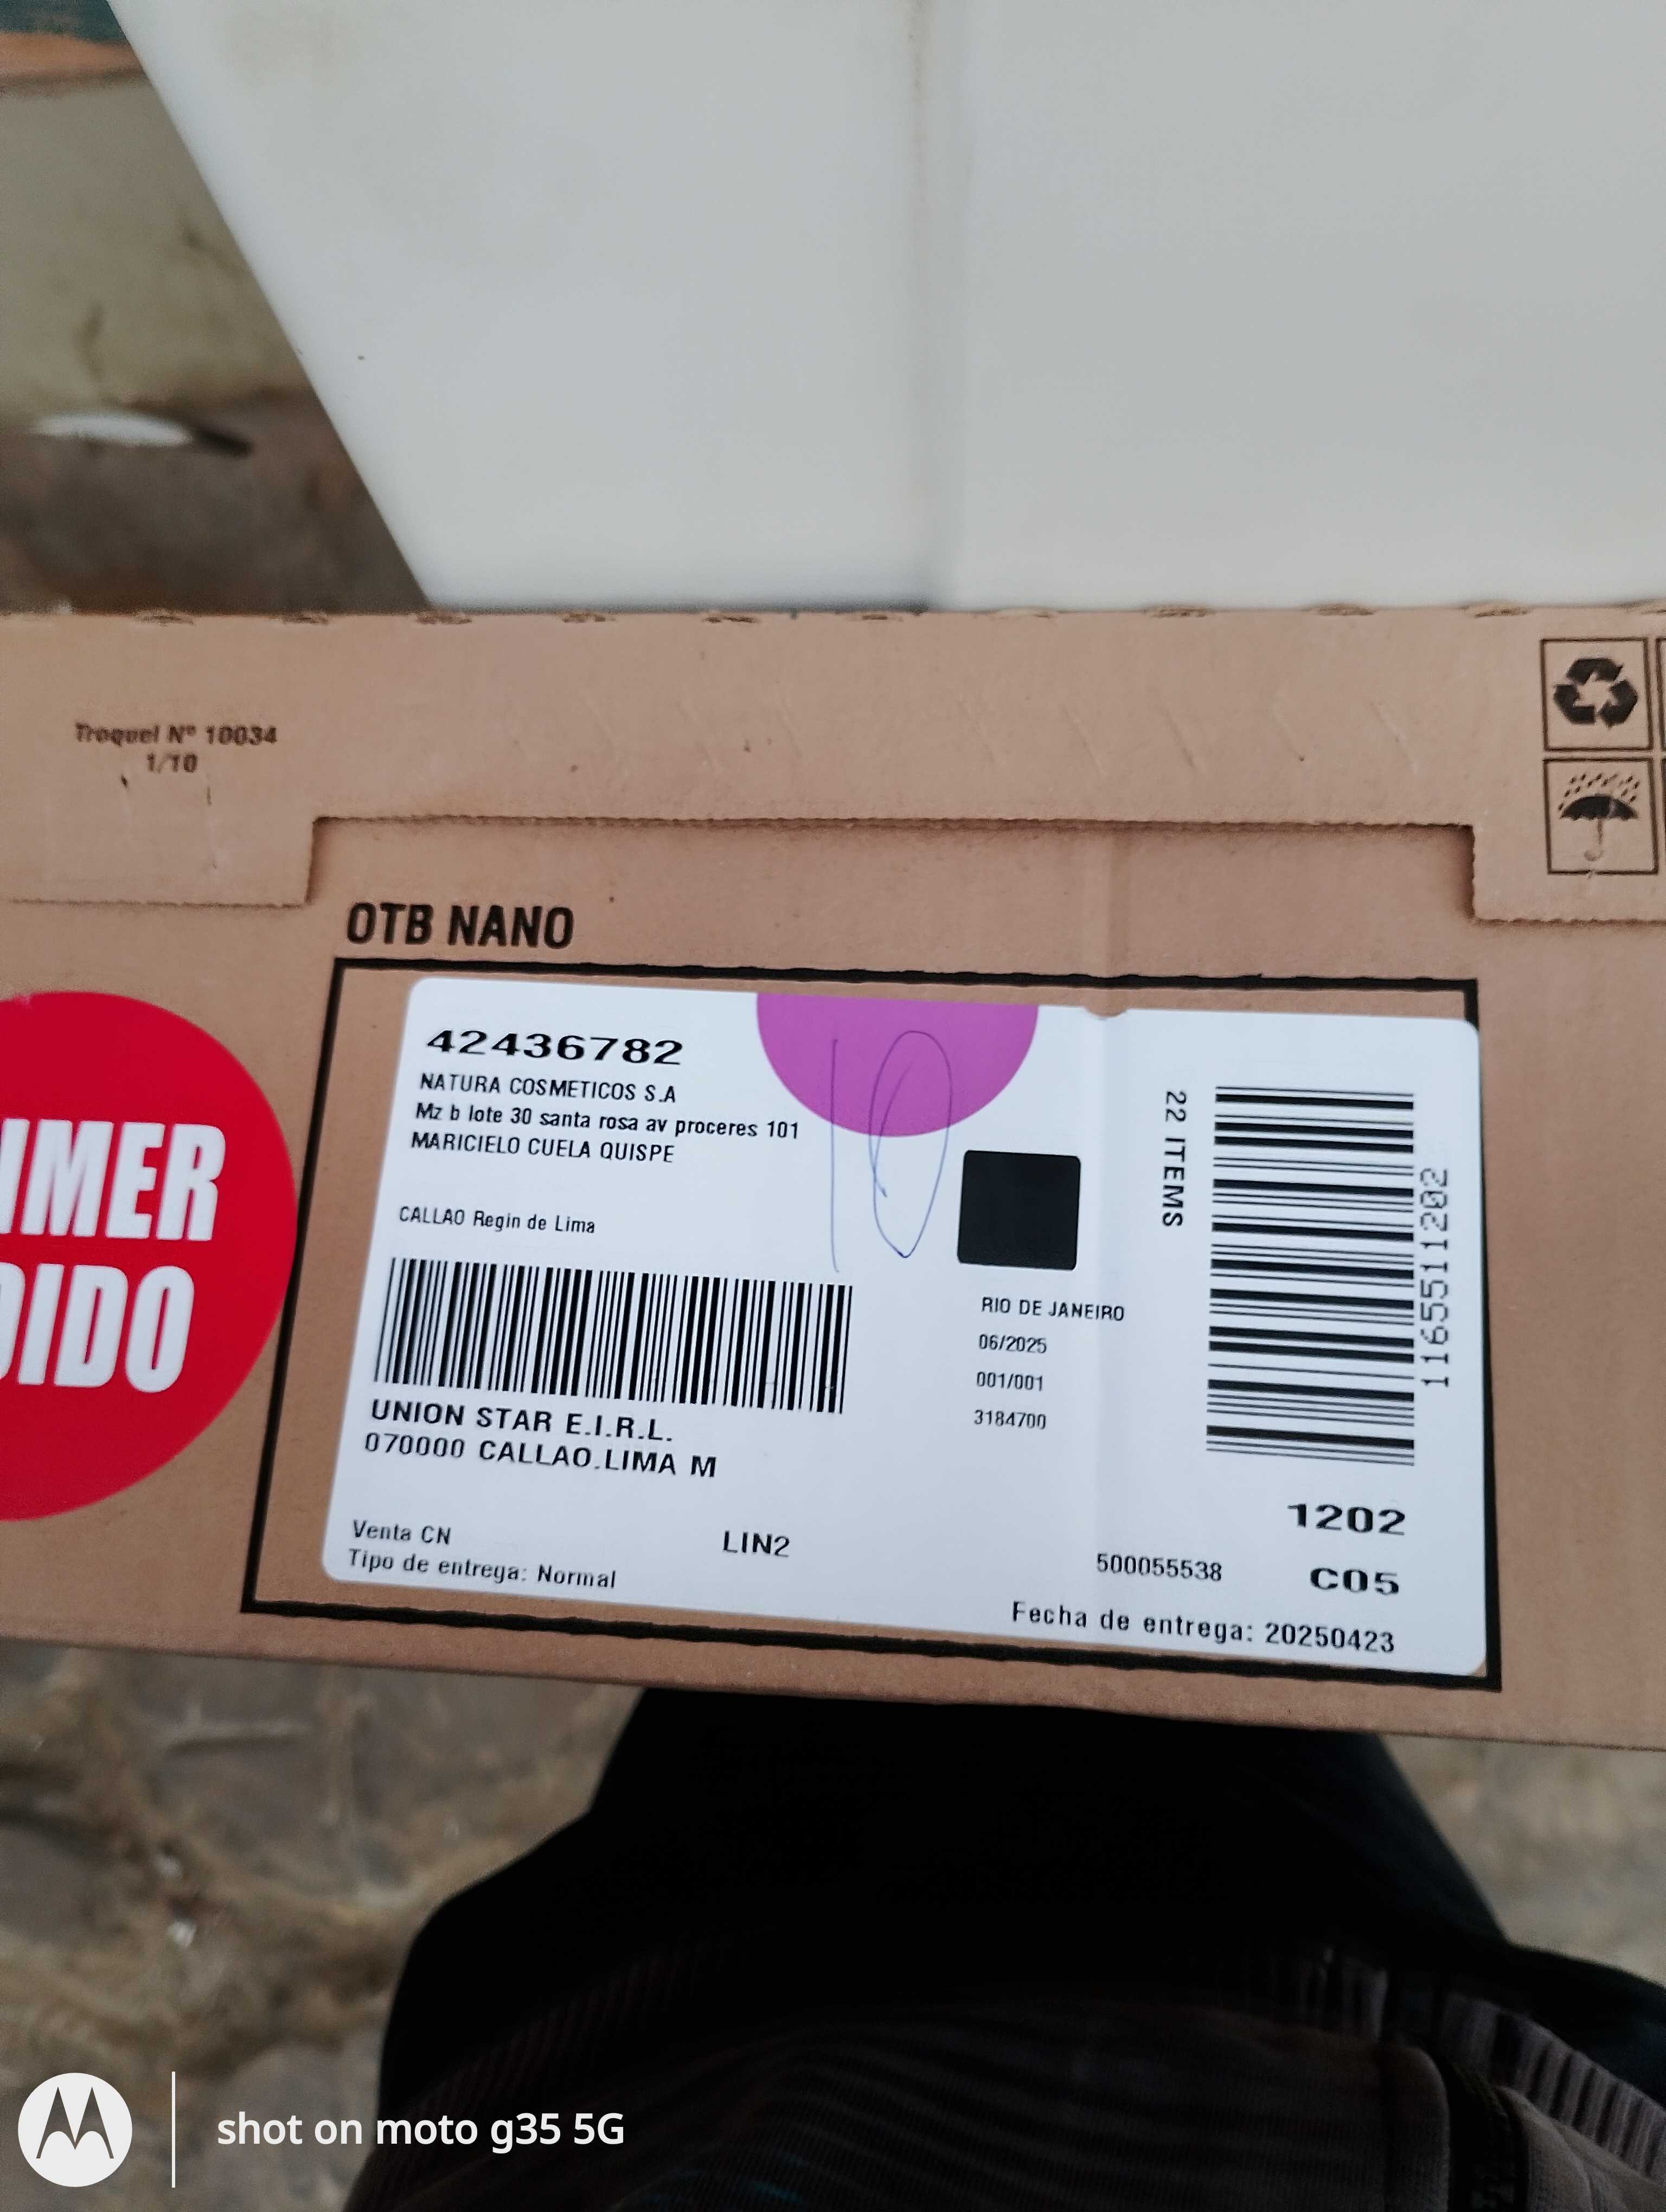 Troquel Nº 10034
1/10
OTB NANO
IMER
DIDO
42436782
NATURA COSMETICOS S.A
Mz b lote 30 santa rosa av proceres 101
MARICIELO CUELA QUISPE
CALLAO Regin de Lima
10
22 ITEMS
1165511202
RIO DE JANEIRO
06/2025
001/001
3184700
UNION STAR E.I.R.L.
070000 CALLAO.LIMA M
1202
Venta CN
LIN2
500055538
C05
Tipo de entrega: Normal
Fecha de entrega: 20250423
shot on moto g35 5G